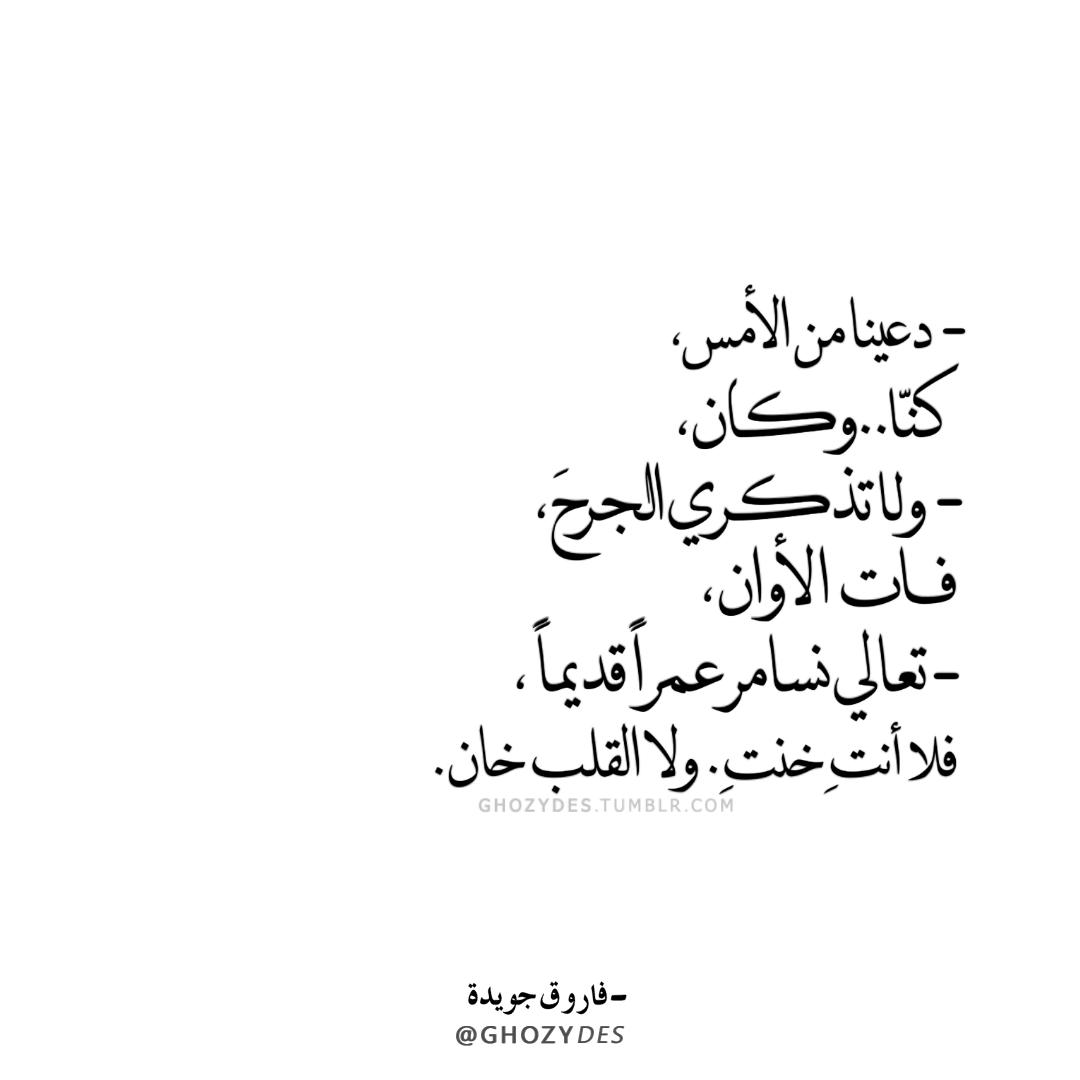 - دعينا من الأمس،
كنّا..وكان،
- ولا تذكري الجرحَ،
فات الأوان،
- تعالي نسامر عمراً قديماً ،
فلا أنتِ خنتِ. ولا القلب خان.
GHOZYDES.TUMBLR.COM
-فاروق جويدة
@GHOZYDES